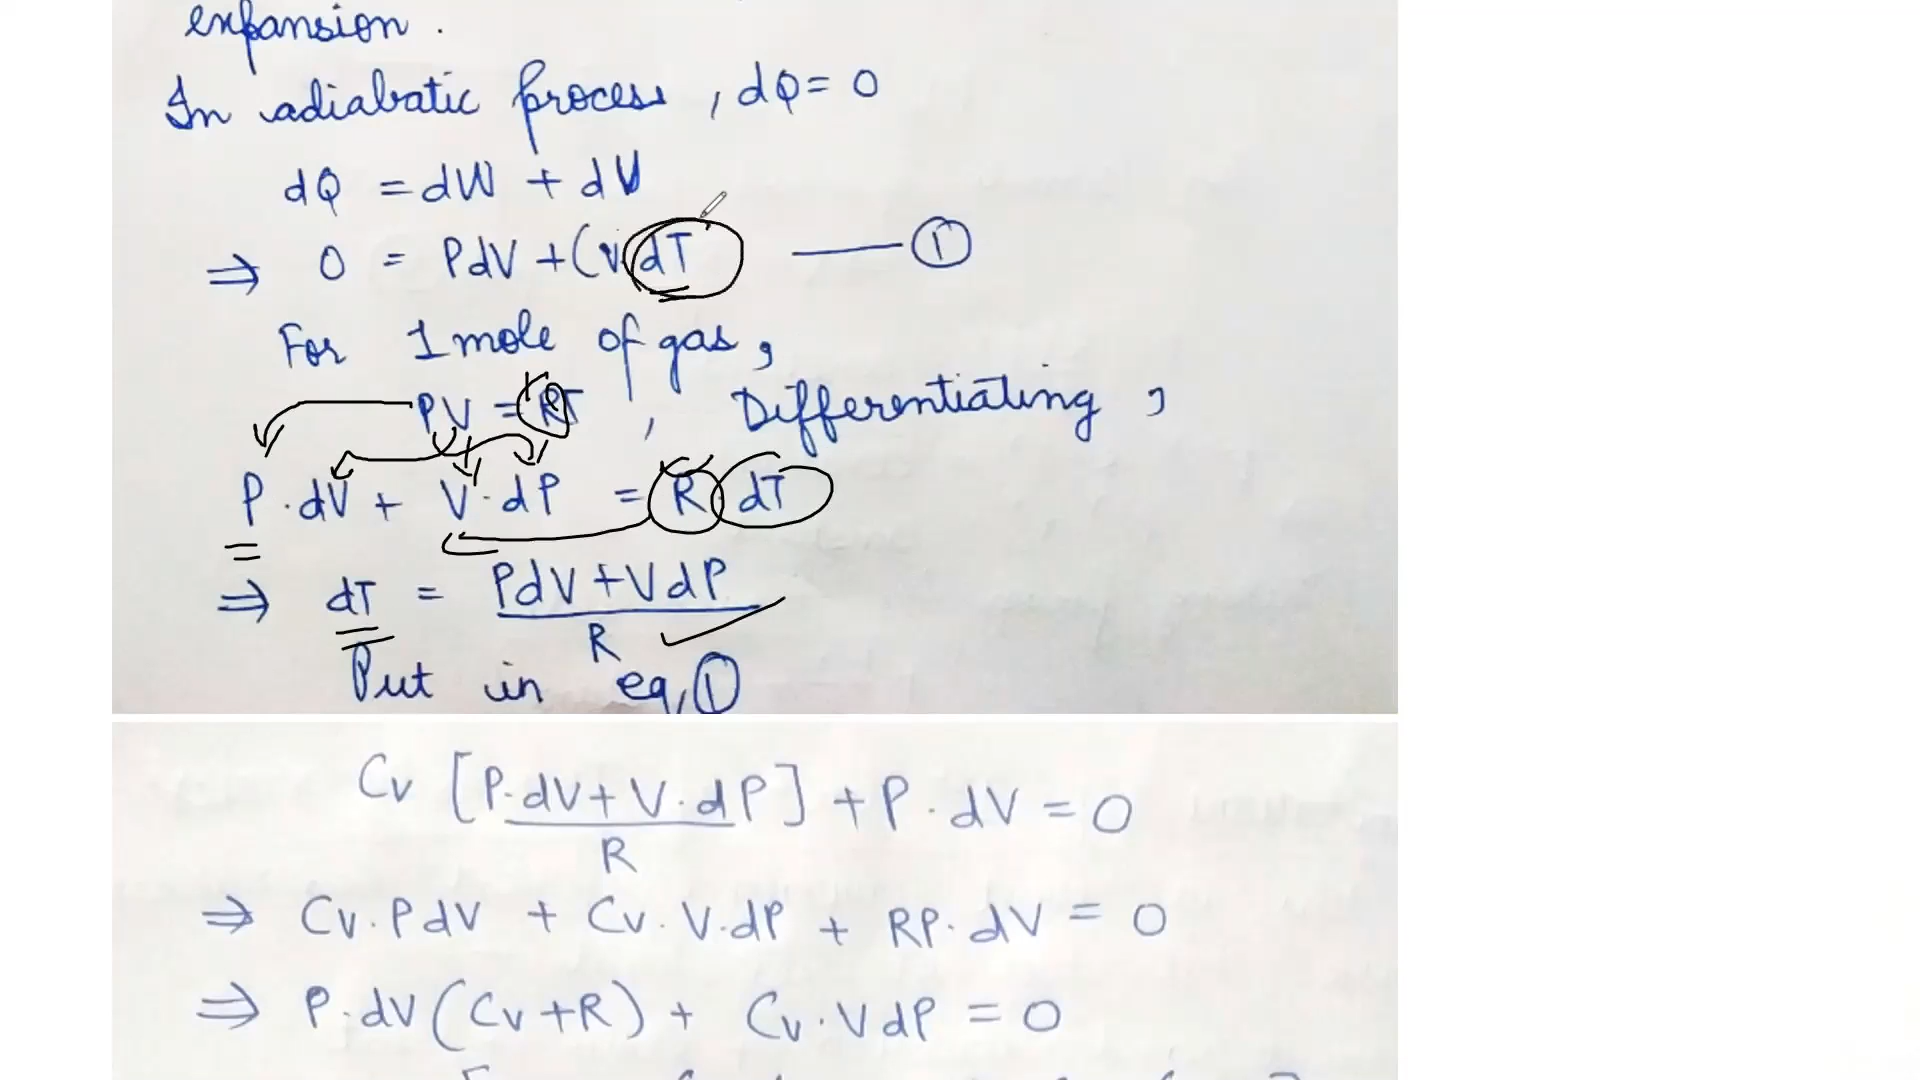 expansion.
In adiabatic process, dQ = 0
dQ = dW + dU
⇒ 0 = PdV + CvdT —— ①
For 1 mole of gas,
PV = RT, Differentiating,
P·dV + V·dP = R dT
⇒ dT = PdV + VdP
R
Put in eq, ①
Cv [P·dV + V·dP] + P·dV = 0
R
⇒ Cv·PdV + Cv·V·dP + RP·dV = 0
⇒ P·dV (Cv + R) + Cv·VdP = 0